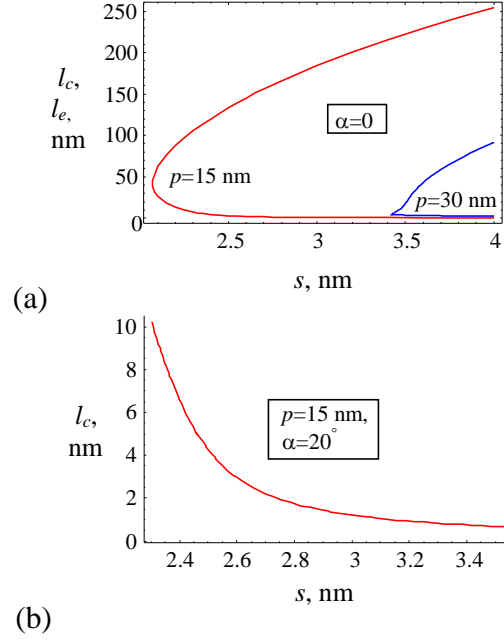 250
200
150
100
50
0
l_c,
l_e,
nm
α=0
p=15 nm
p=30 nm
2.5 3 3.5 4
s, nm
(a)
10
8
6
4
2
0
l_c,
nm
p=15 nm,
α=20°
2.4 2.6 2.8 3 3.2 3.4
s, nm
(b)